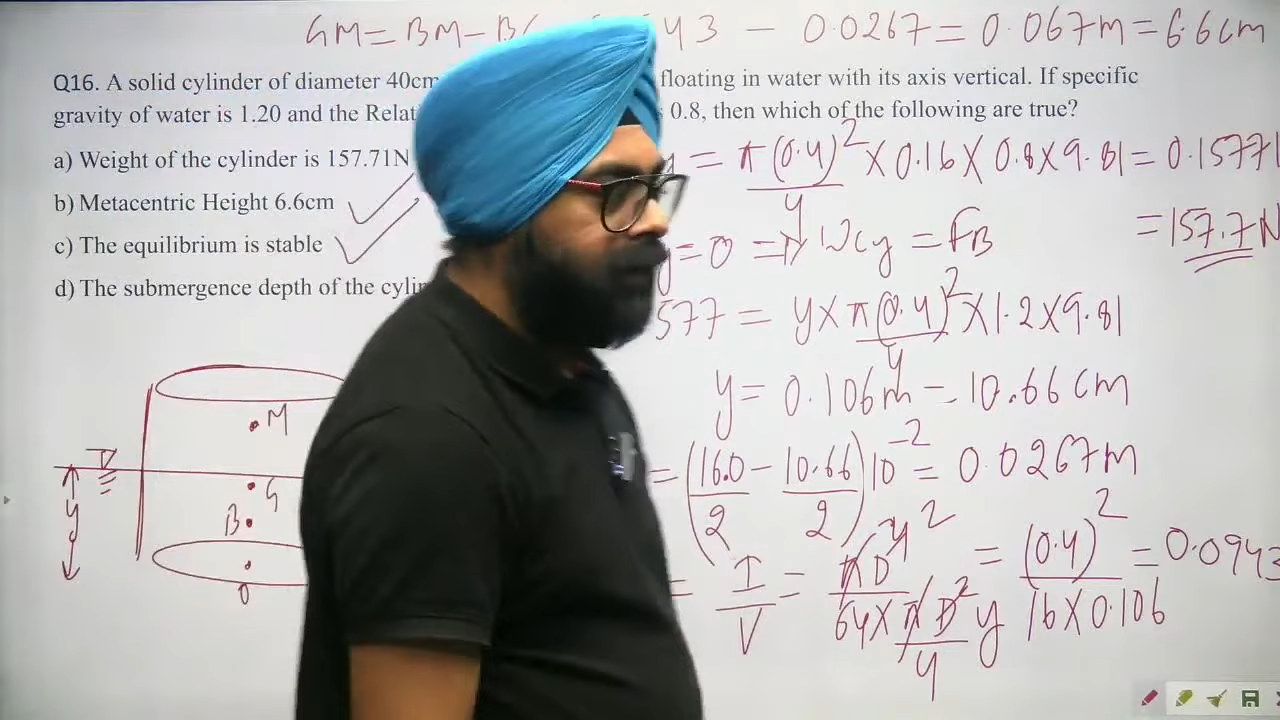 GM = BM - BG 43 - 0.0267 = 0.067m = 6.6cm
Q16. A solid cylinder of diameter 40cm floating in water with its axis vertical. If specific
gravity of water is 1.20 and the Relat 0.8, then which of the following are true?
a) Weight of the cylinder is 157.71N
b) Metacentric Height 6.6cm
c) The equilibrium is stable
d) The submergence depth of the cylin
y = π(0.4)² × 0.16 × 0.8 × 9.81 = 0.1577
4
= 157.7N
y = 0 ⇒ Wcy = FB
577 = y × π(0.4)² × 1.2 × 9.81
4
y = 0.106m = 10.66 cm
= (16.0/2 - 10.66/2) 10⁻² = 0.0267m
= I/V = πD⁴/(64 × πD²/4 y) = (0.4)²/(16 × 0.106) = 0.0943
M
G
B
O
y